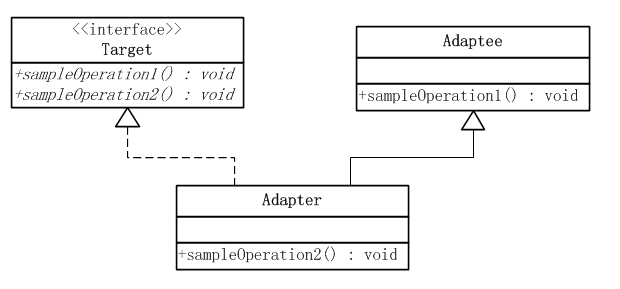 <<interface>>
Target
+sampleOperation1() : void
+sampleOperation2() : void
Adaptee
+sampleOperation1() : void
Adapter
+sampleOperation2() : void